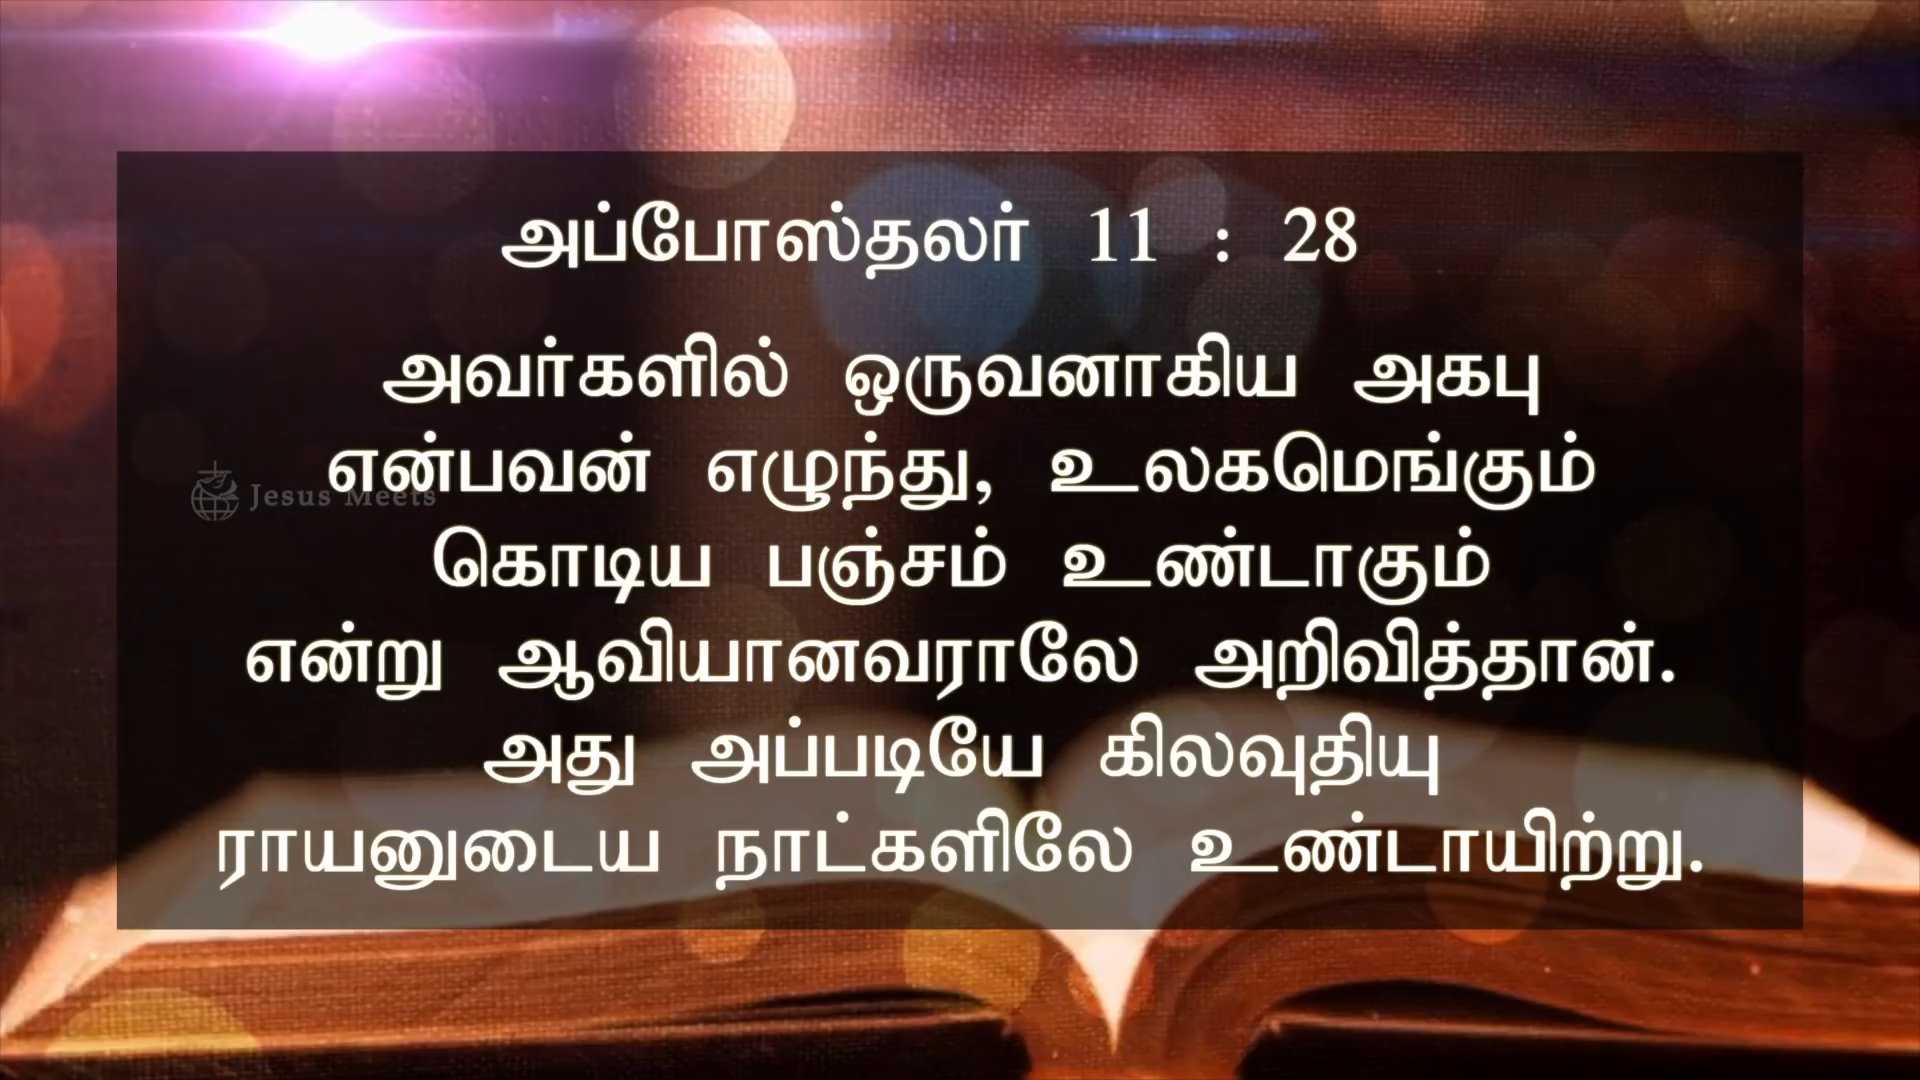 அப்போஸ்தலர் 11 : 28
அவர்களில் ஒருவனாகிய அகபு
என்பவன் எழுந்து, உலகமெங்கும்
Jesus Meets
கொடிய பஞ்சம் உண்டாகும்
என்று ஆவியானவராலே அறிவித்தான்.
அது அப்படியே கிலவுதியு
ராயனுடைய நாட்களிலே உண்டாயிற்று.